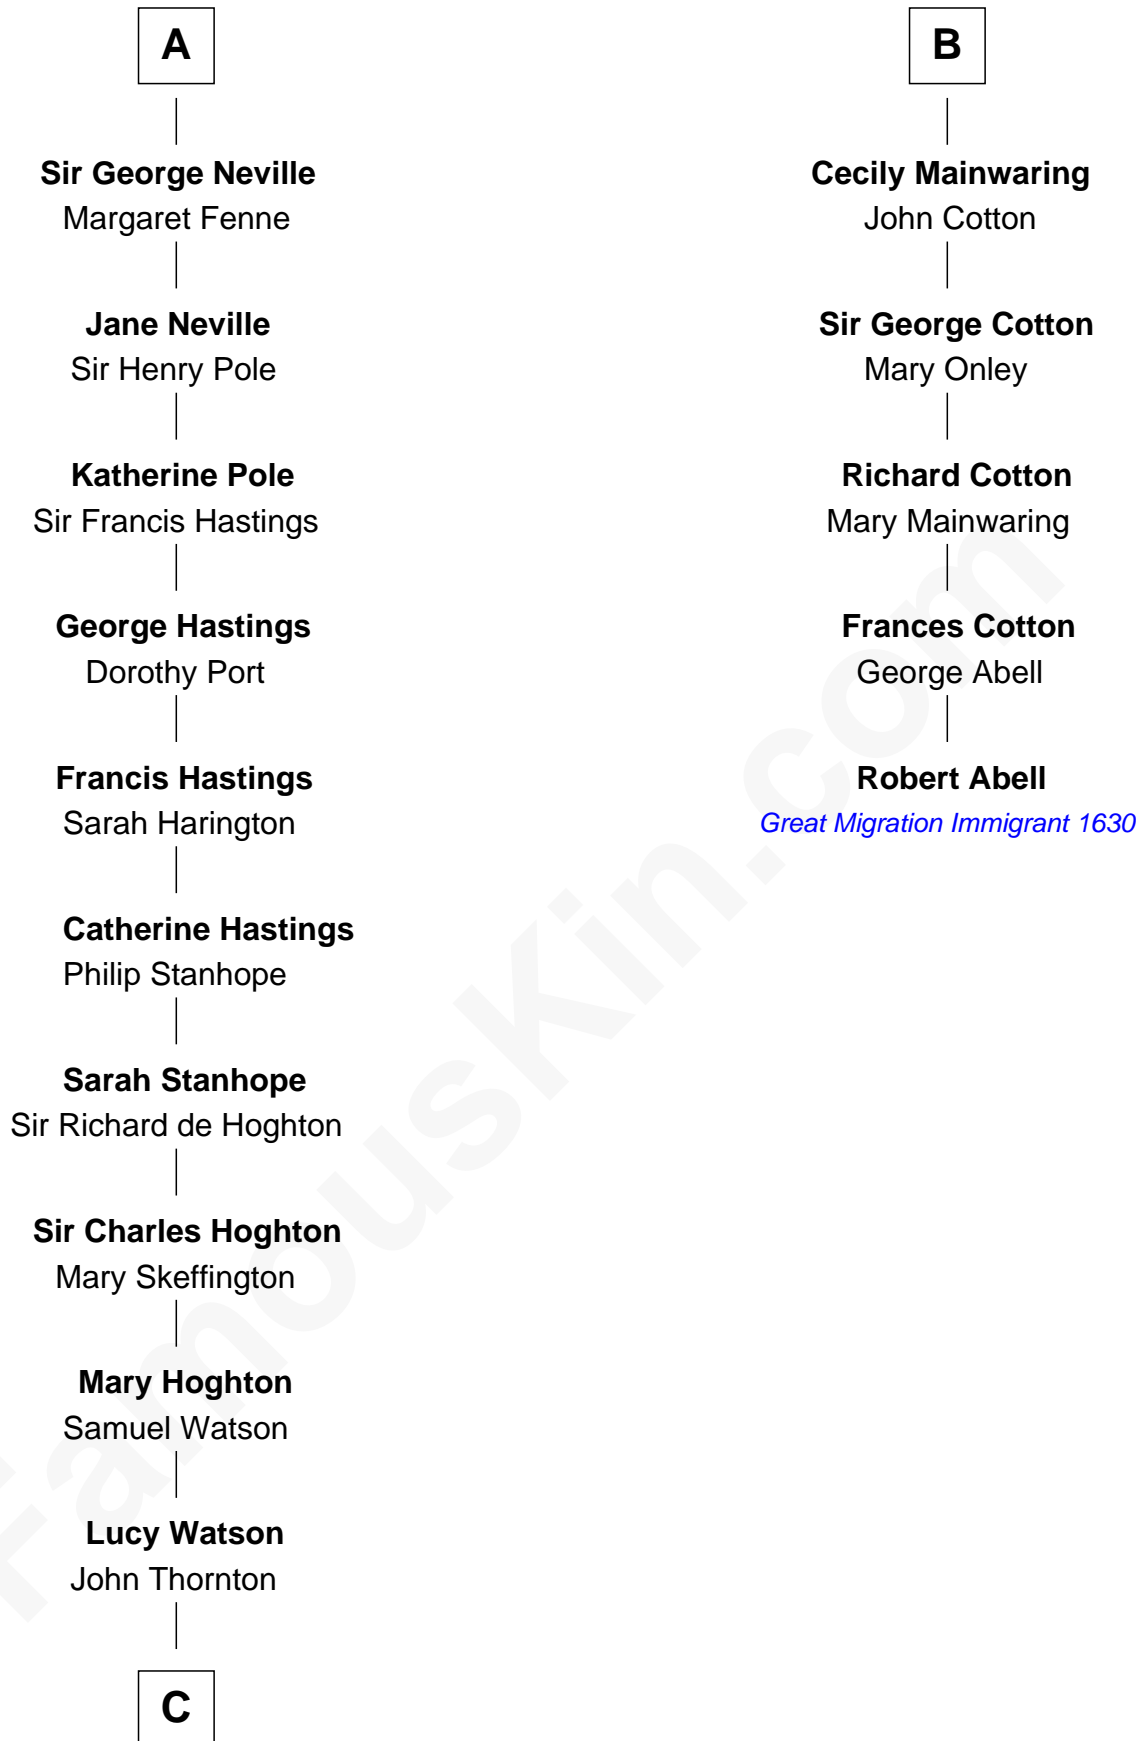 A
Sir George Neville
Margaret Fenne
Jane Neville
Sir Henry Pole
Katherine Pole
Sir Francis Hastings
George Hastings
Dorothy Port
Francis Hastings
Sarah Harington
Catherine Hastings
Philip Stanhope
Sarah Stanhope
Sir Richard de Hoghton
Sir Charles Hoghton
Mary Skeffington
Mary Hoghton
Samuel Watson
Lucy Watson
John Thornton
C
B
Cecily Mainwaring
John Cotton
Sir George Cotton
Mary Onley
Richard Cotton
Mary Mainwaring
Frances Cotton
George Abell
Robert Abell
Great Migration Immigrant 1630
FamousKin.com